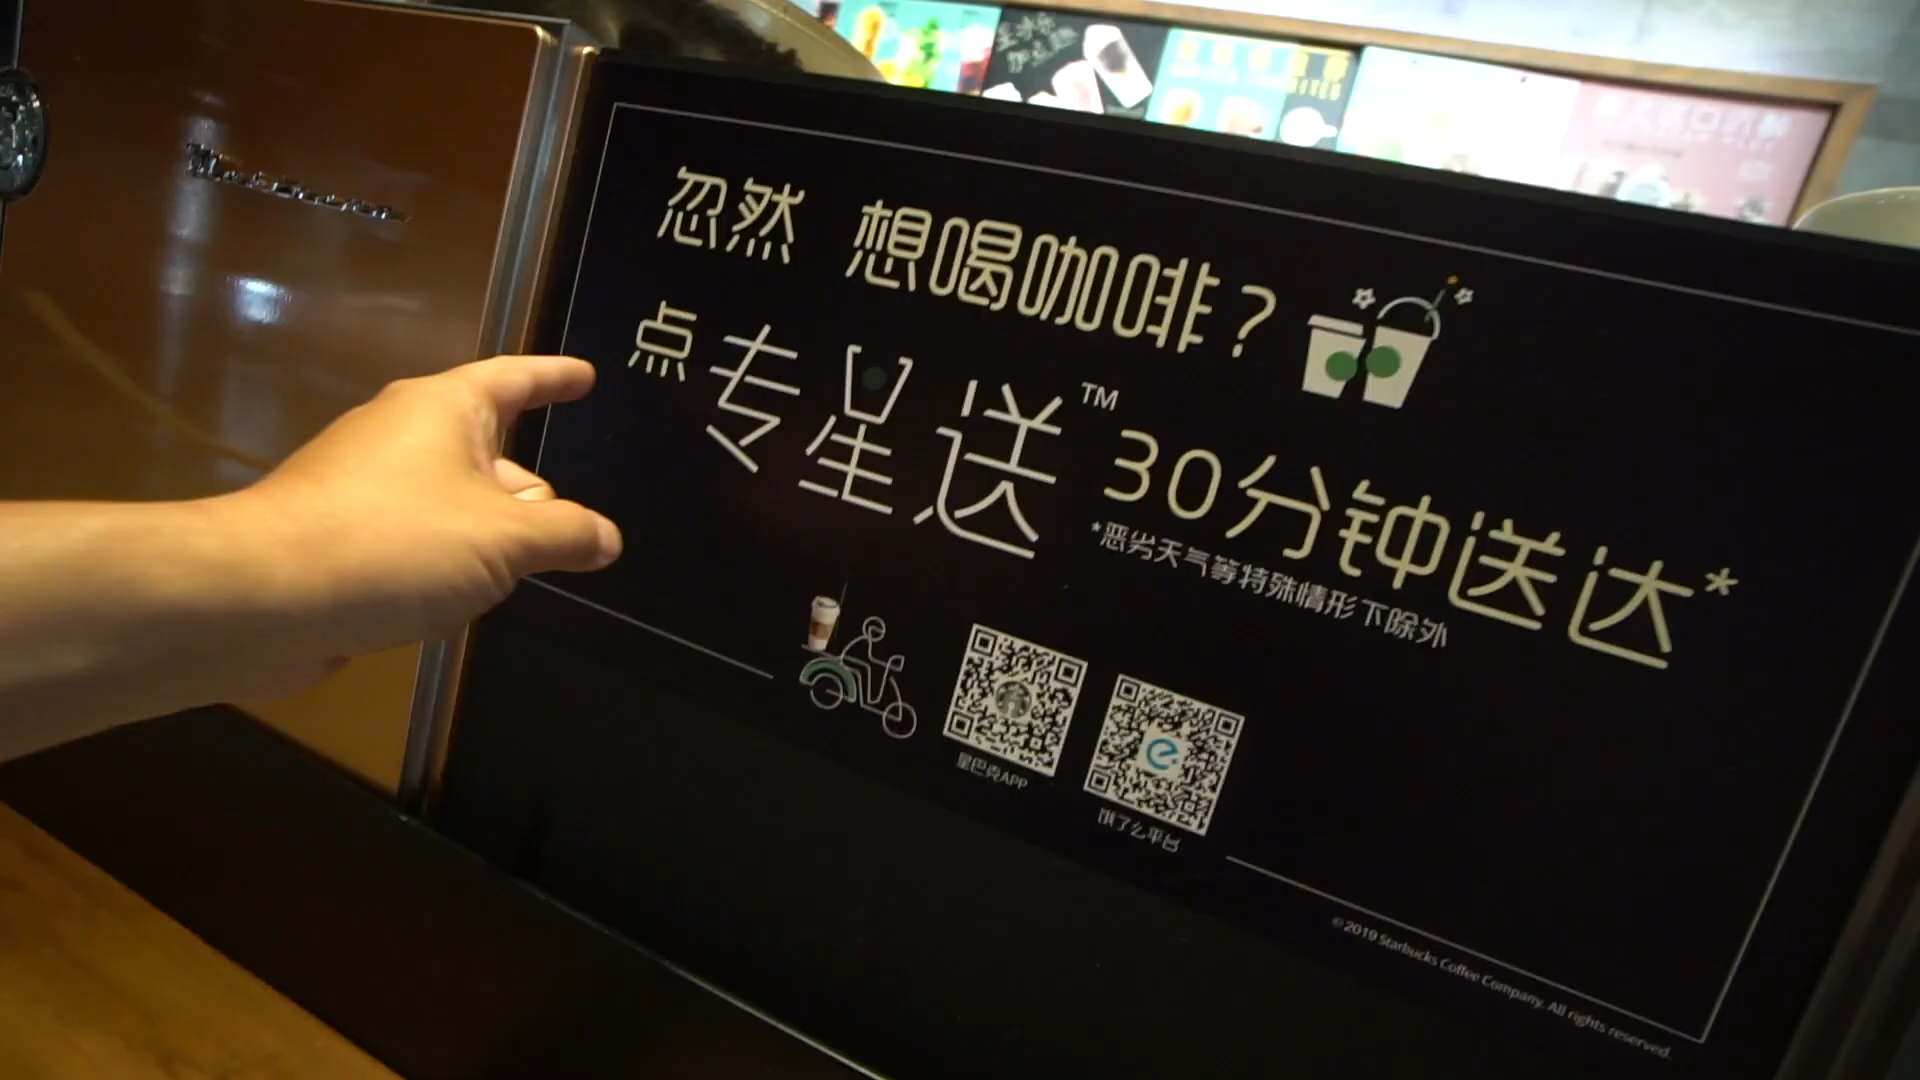 Mastrena
忽然 想喝咖啡？
点专星送™ 30分钟送达*
*恶劣天气等特殊情形下除外
星巴克APP
饿了么平台
© 2019 Starbucks Coffee Company. All rights reserved.